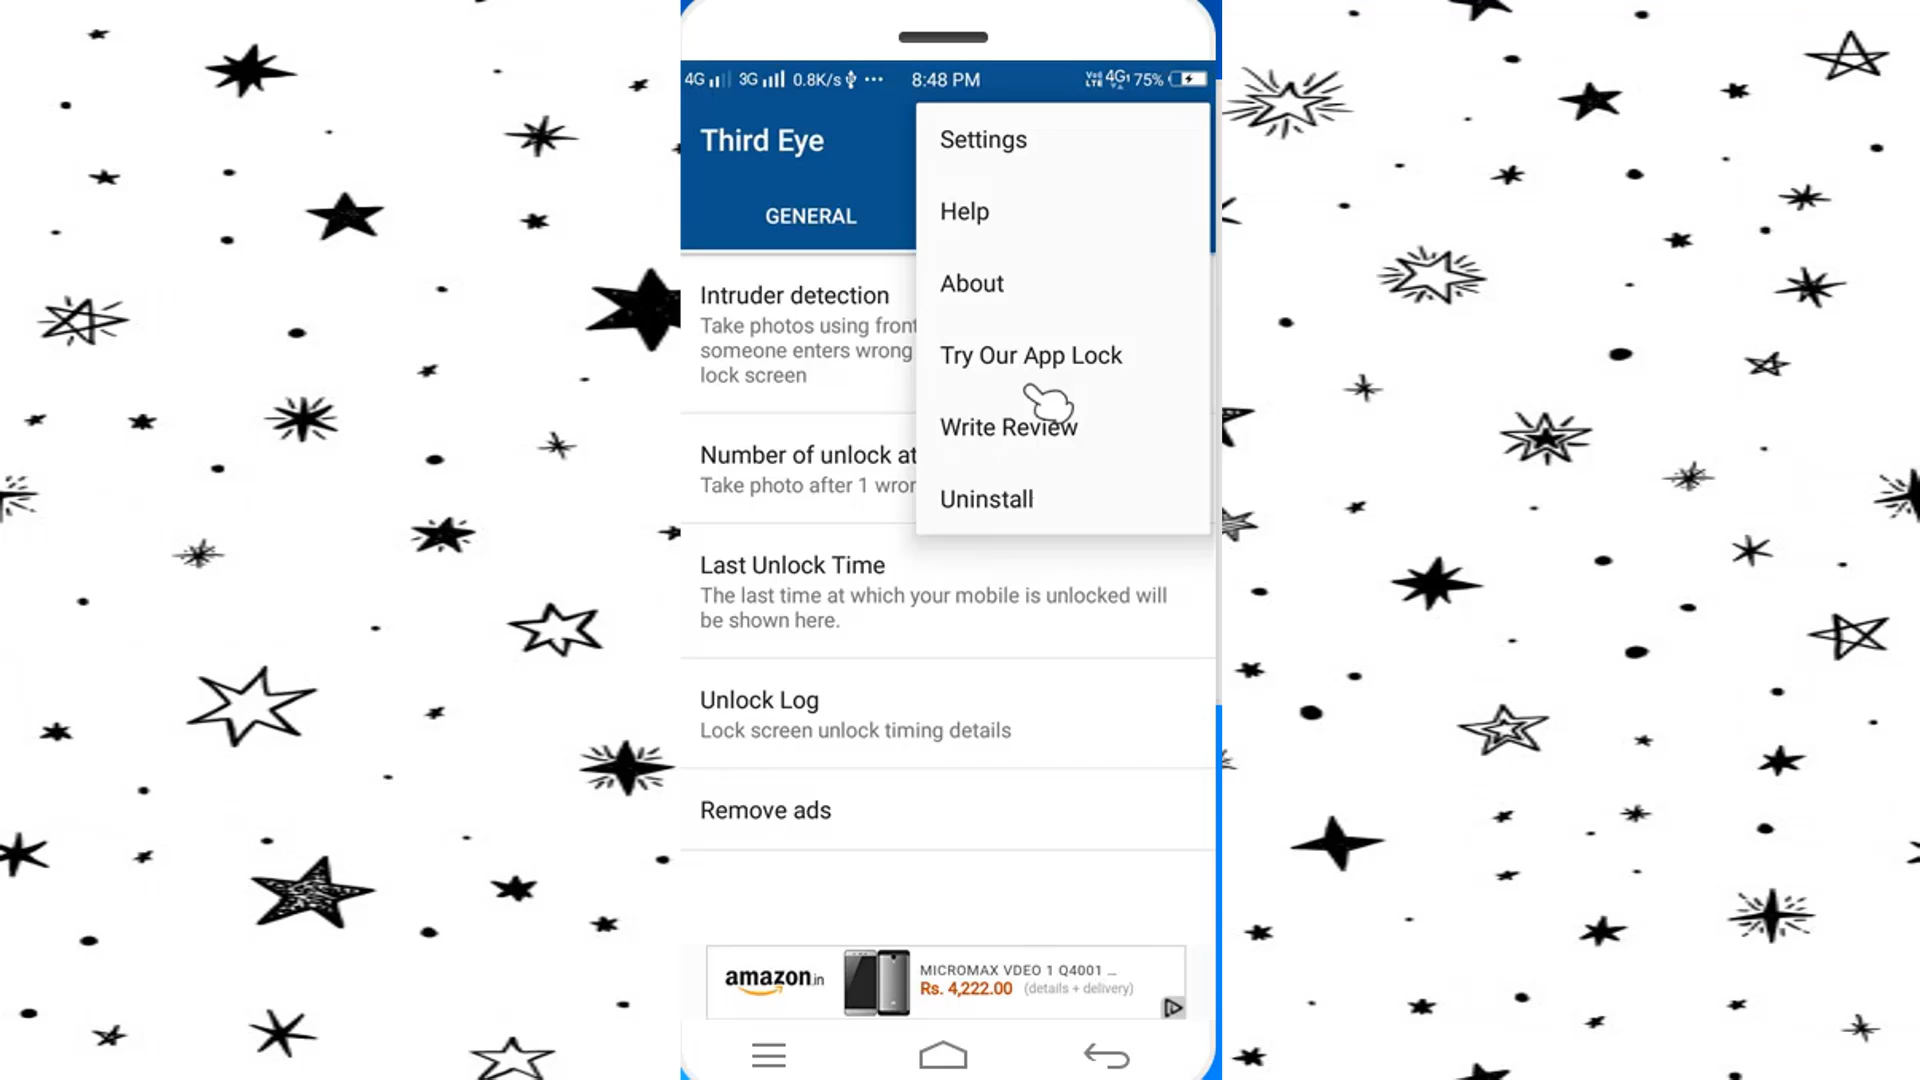 4G 3G 0.8K/s 8:48 PM VoLTE 4G 75%
Third Eye
GENERAL
Settings
Help
About
Try Our App Lock
Write Review
Uninstall
Intruder detection
Take photos using front
someone enters wrong
lock screen
Number of unlock at
Take photo after 1 wror
Last Unlock Time
The last time at which your mobile is unlocked will
be shown here.
Unlock Log
Lock screen unlock timing details
Remove ads
amazon.in
MICROMAX VDEO 1 Q4001 ...
Rs. 4,222.00 (details + delivery)